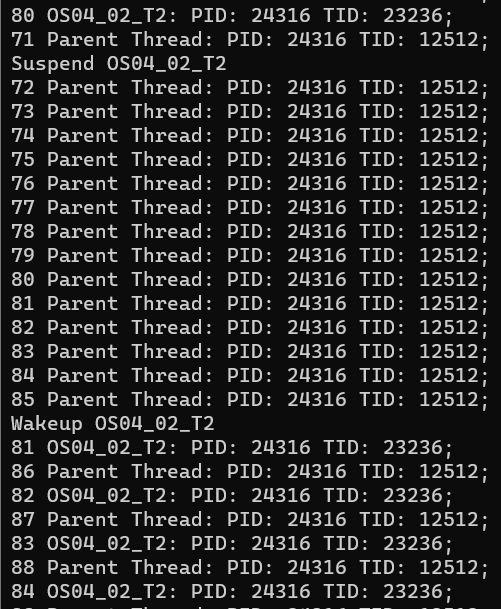 80 OS04_02_T2: PID: 24316 TID: 23236;
71 Parent Thread: PID: 24316 TID: 12512;
Suspend OS04_02_T2
72 Parent Thread: PID: 24316 TID: 12512;
73 Parent Thread: PID: 24316 TID: 12512;
74 Parent Thread: PID: 24316 TID: 12512;
75 Parent Thread: PID: 24316 TID: 12512;
76 Parent Thread: PID: 24316 TID: 12512;
77 Parent Thread: PID: 24316 TID: 12512;
78 Parent Thread: PID: 24316 TID: 12512;
79 Parent Thread: PID: 24316 TID: 12512;
80 Parent Thread: PID: 24316 TID: 12512;
81 Parent Thread: PID: 24316 TID: 12512;
82 Parent Thread: PID: 24316 TID: 12512;
83 Parent Thread: PID: 24316 TID: 12512;
84 Parent Thread: PID: 24316 TID: 12512;
85 Parent Thread: PID: 24316 TID: 12512;
Wakeup OS04_02_T2
81 OS04_02_T2: PID: 24316 TID: 23236;
86 Parent Thread: PID: 24316 TID: 12512;
82 OS04_02_T2: PID: 24316 TID: 23236;
87 Parent Thread: PID: 24316 TID: 12512;
83 OS04_02_T2: PID: 24316 TID: 23236;
88 Parent Thread: PID: 24316 TID: 12512;
84 OS04_02_T2: PID: 24316 TID: 23236;